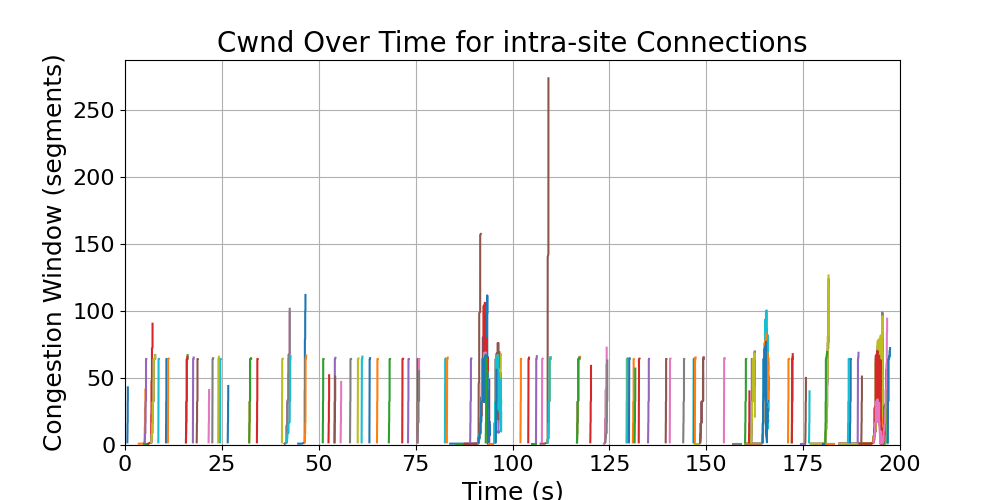 Cwnd Over Time for intra-site Connections
Congestion Window (segments)
250
200
150
100
50
0
0 25 50 75 100 125 150 175 200
Time (s)